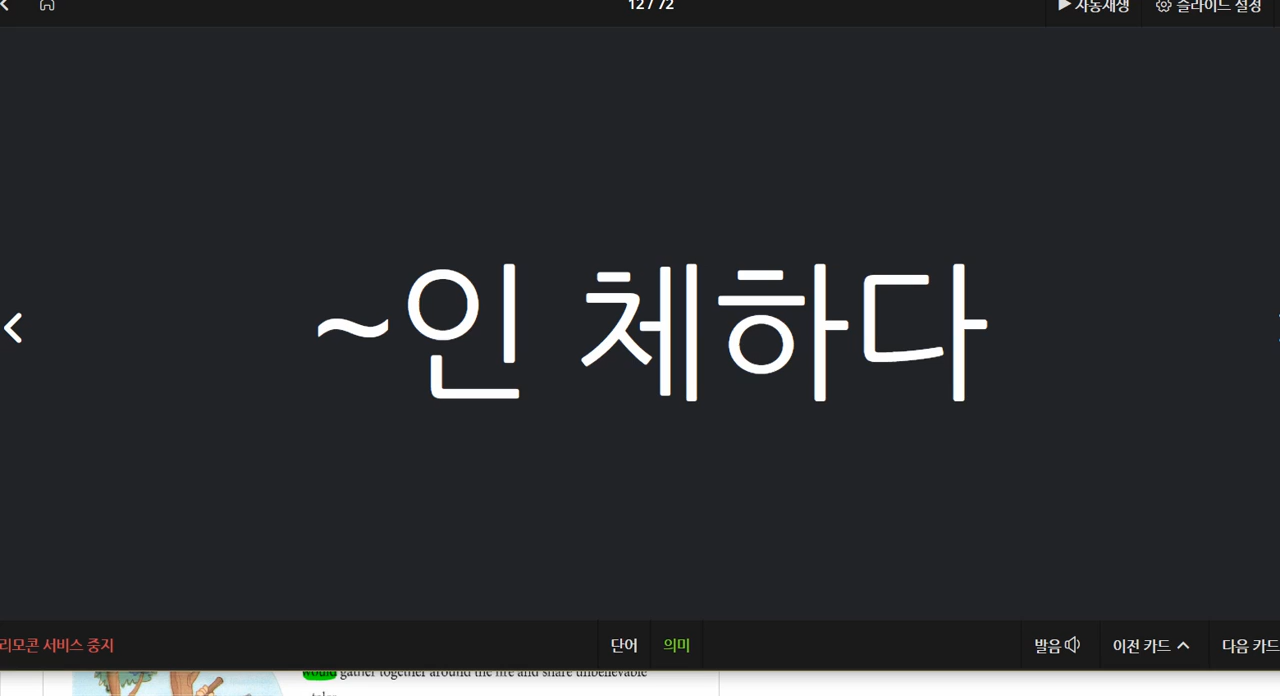 12 / 72
▶ 자동재생
슬라이드 설정
~인 체하다
리모콘 서비스 중지
단어
의미
발음
이전 카드
다음 카드
would gather together around the fire and share unbelievable
tales